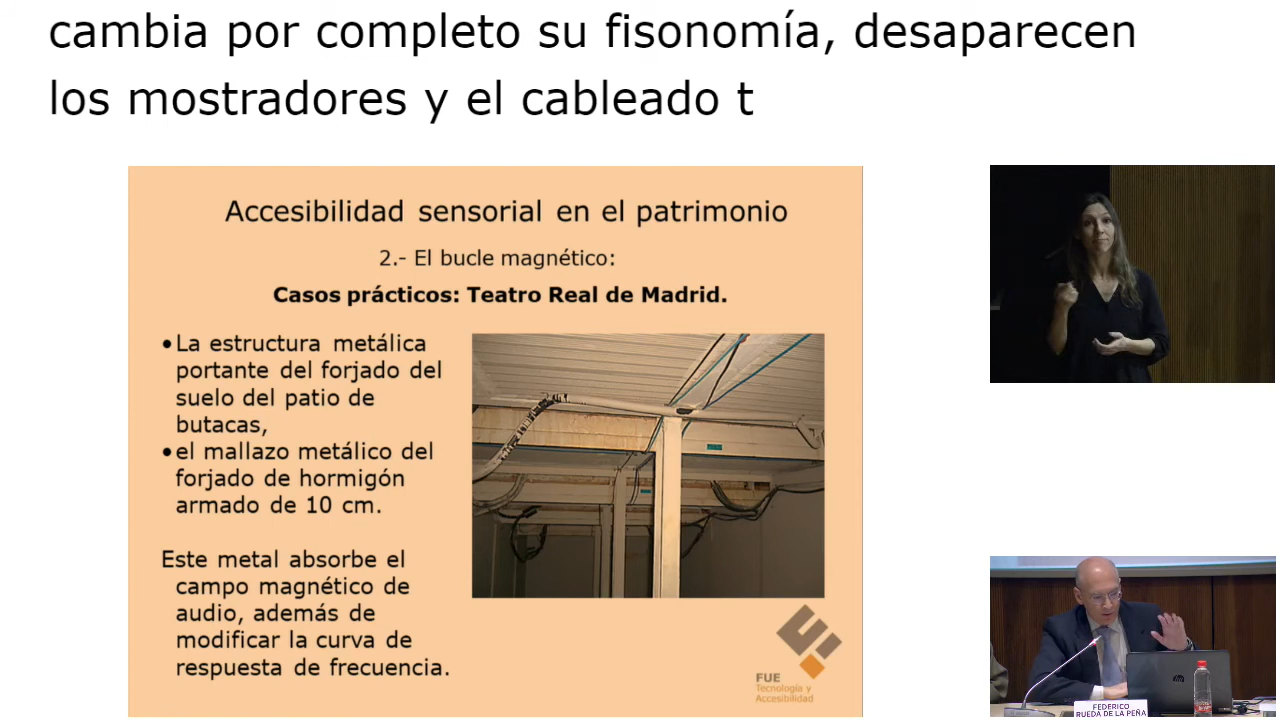 cambia por completo su fisonomía, desaparecen
los mostradores y el cableado t
Accesibilidad sensorial en el patrimonio
2.- El bucle magnético:
Casos prácticos: Teatro Real de Madrid.
•La estructura metálica
portante del forjado del
suelo del patio de
butacas,
•el mallazo metálico del
forjado de hormigón
armado de 10 cm.
Este metal absorbe el
campo magnético de
audio, además de
modificar la curva de
respuesta de frecuencia.
FUE
Tecnología y
Accesibilidad
FEDERICO
RUEDA DE LA PEÑA